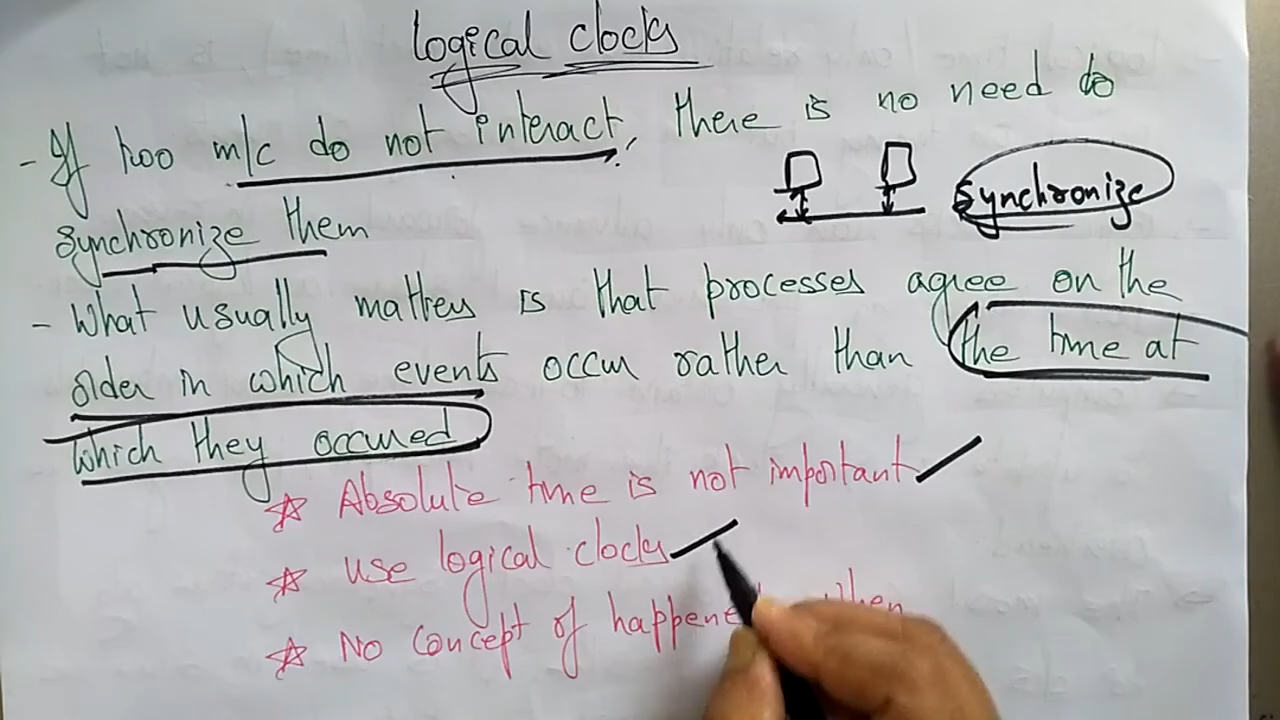 logical clocks
- If two m/c do not interact, there is no need to
synchronize them
synchronize
- What usually matters is that processes agree on the
order in which events occur rather than the time at
which they occured
☆ Absolute time is not important
☆ use logical clocks
☆ No concept of happened when